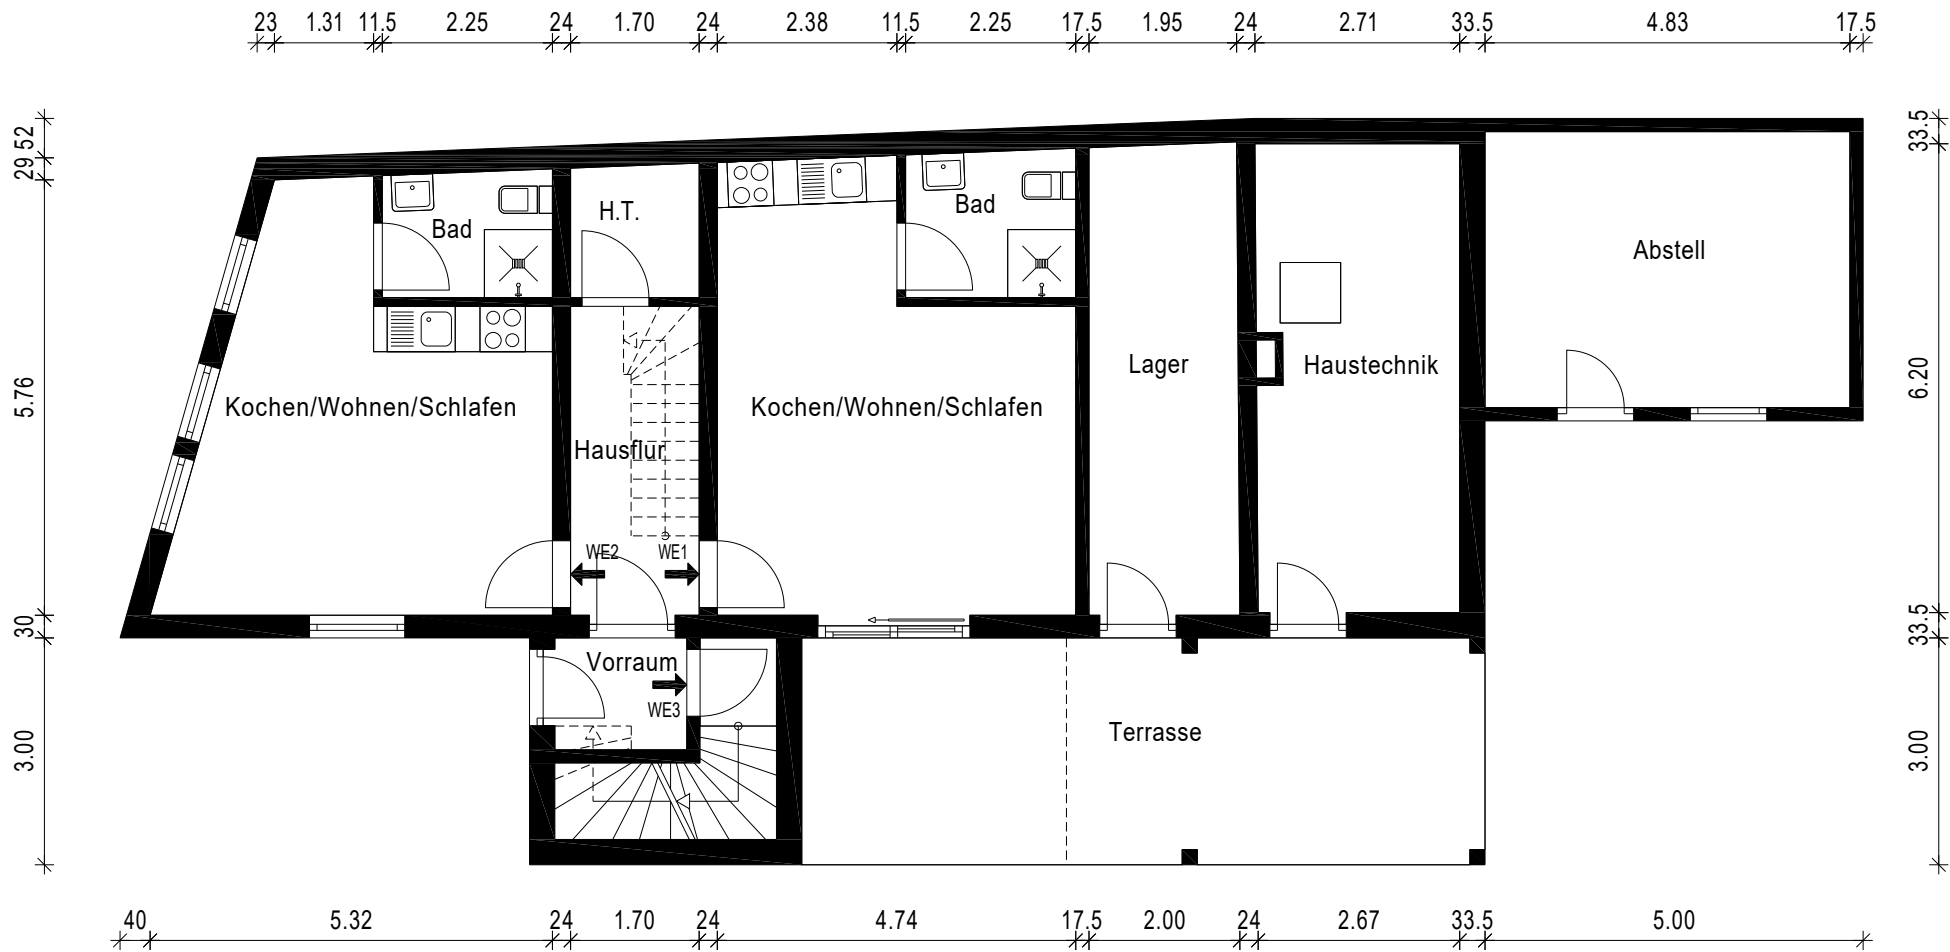 23 1.31 11.5 2.25 24 1.70 24 2.38 11.5 2.25 17.5 1.95 24 2.71 33.5 4.83 17.5
52
29
5.76
30
3.00
33.5
6.20
33.5
3.00
Bad
H.T.
Bad
Abstell
Lager
Haustechnik
Kochen/Wohnen/Schlafen
Kochen/Wohnen/Schlafen
Hausflur
WE2 WE1
Vorraum
WE3
Terrasse
40 5.32 24 1.70 24 4.74 17.5 2.00 24 2.67 33.5 5.00